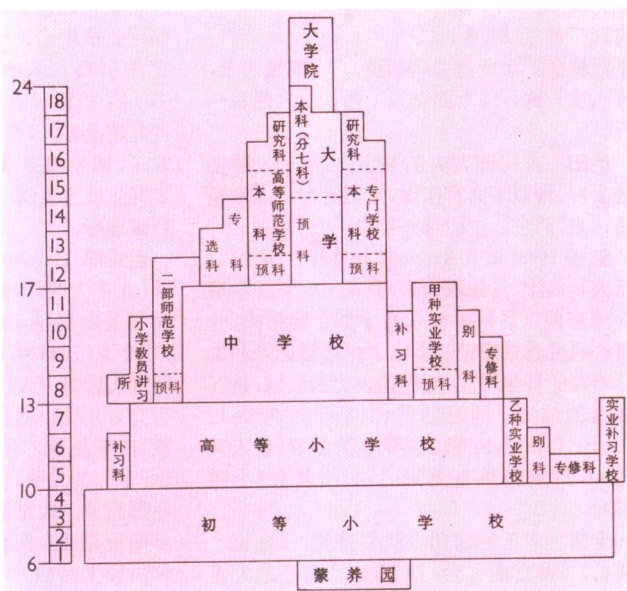 大学院
24
18
17
16
15
14
13
12
17
11
10
9
8
13
7
6
5
10
4
3
2
1
6
本科(分七科)
预科
大学
研究科
高等师范学校
本科
预科
专科
选科
研究科
专门学校
本科
预科
二部师范学校
预科
小学教员讲习所
中学校
补习科
甲种实业学校
预科
别科
专修科
补习科
高等小学校
乙种实业学校
别科
专修科
实业补习学校
初等小学校
蒙养园